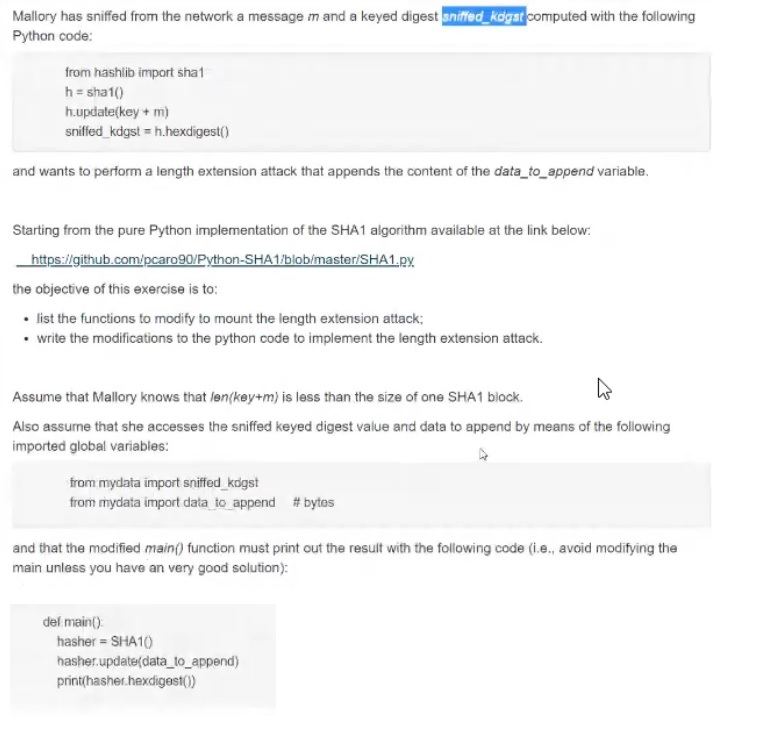 Mallory has sniffed from the network a message m and a keyed digest sniffed_kdgst computed with the following
Python code:
from hashlib import sha1
h = sha1()
h.update(key + m)
sniffed_kdgst = h.hexdigest()
and wants to perform a length extension attack that appends the content of the data_to_append variable.
Starting from the pure Python implementation of the SHA1 algorithm available at the link below:
https://github.com/pcaro90/Python-SHA1/blob/master/SHA1.py
the objective of this exercise is to:
• list the functions to modify to mount the length extension attack;
• write the modifications to the python code to implement the length extension attack.
Assume that Mallory knows that len(key+m) is less than the size of one SHA1 block.
Also assume that she accesses the sniffed keyed digest value and data to append by means of the following
imported global variables:
from mydata import sniffed_kdgst
from mydata import data_to_append # bytes
and that the modified main() function must print out the result with the following code (i.e., avoid modifying the
main unless you have an very good solution):
def main():
hasher = SHA1()
hasher.update(data_to_append)
print(hasher.hexdigest())